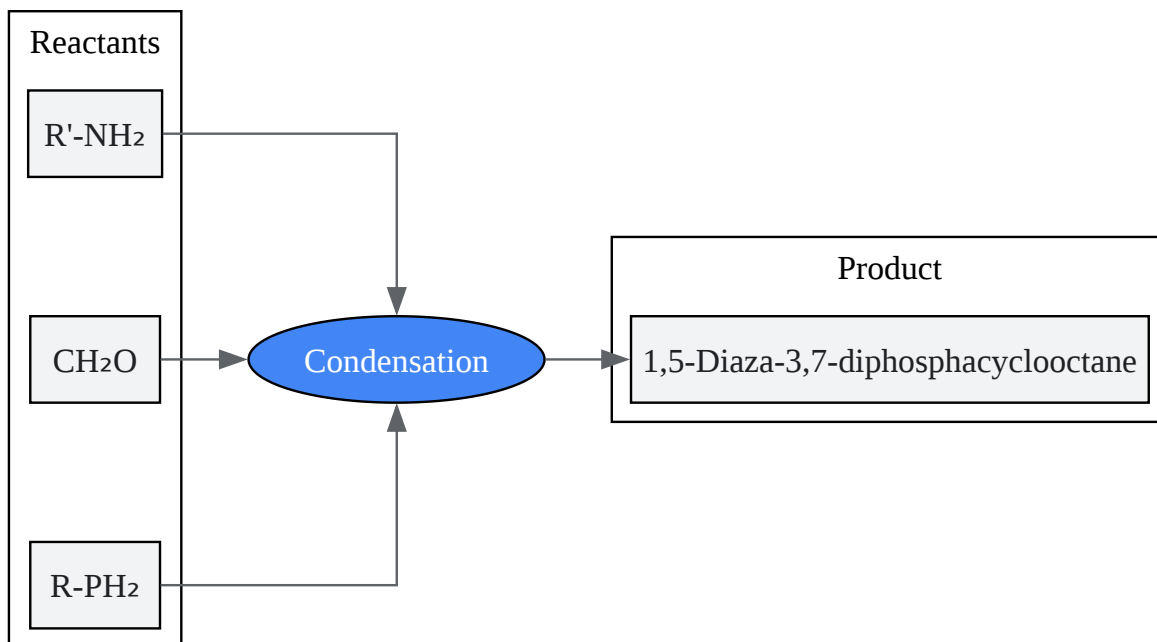 Reactants
R'-NH₂
CH₂O
R-PH₂
Condensation
Product
1,5-Diaza-3,7-diphosphacyclooctane